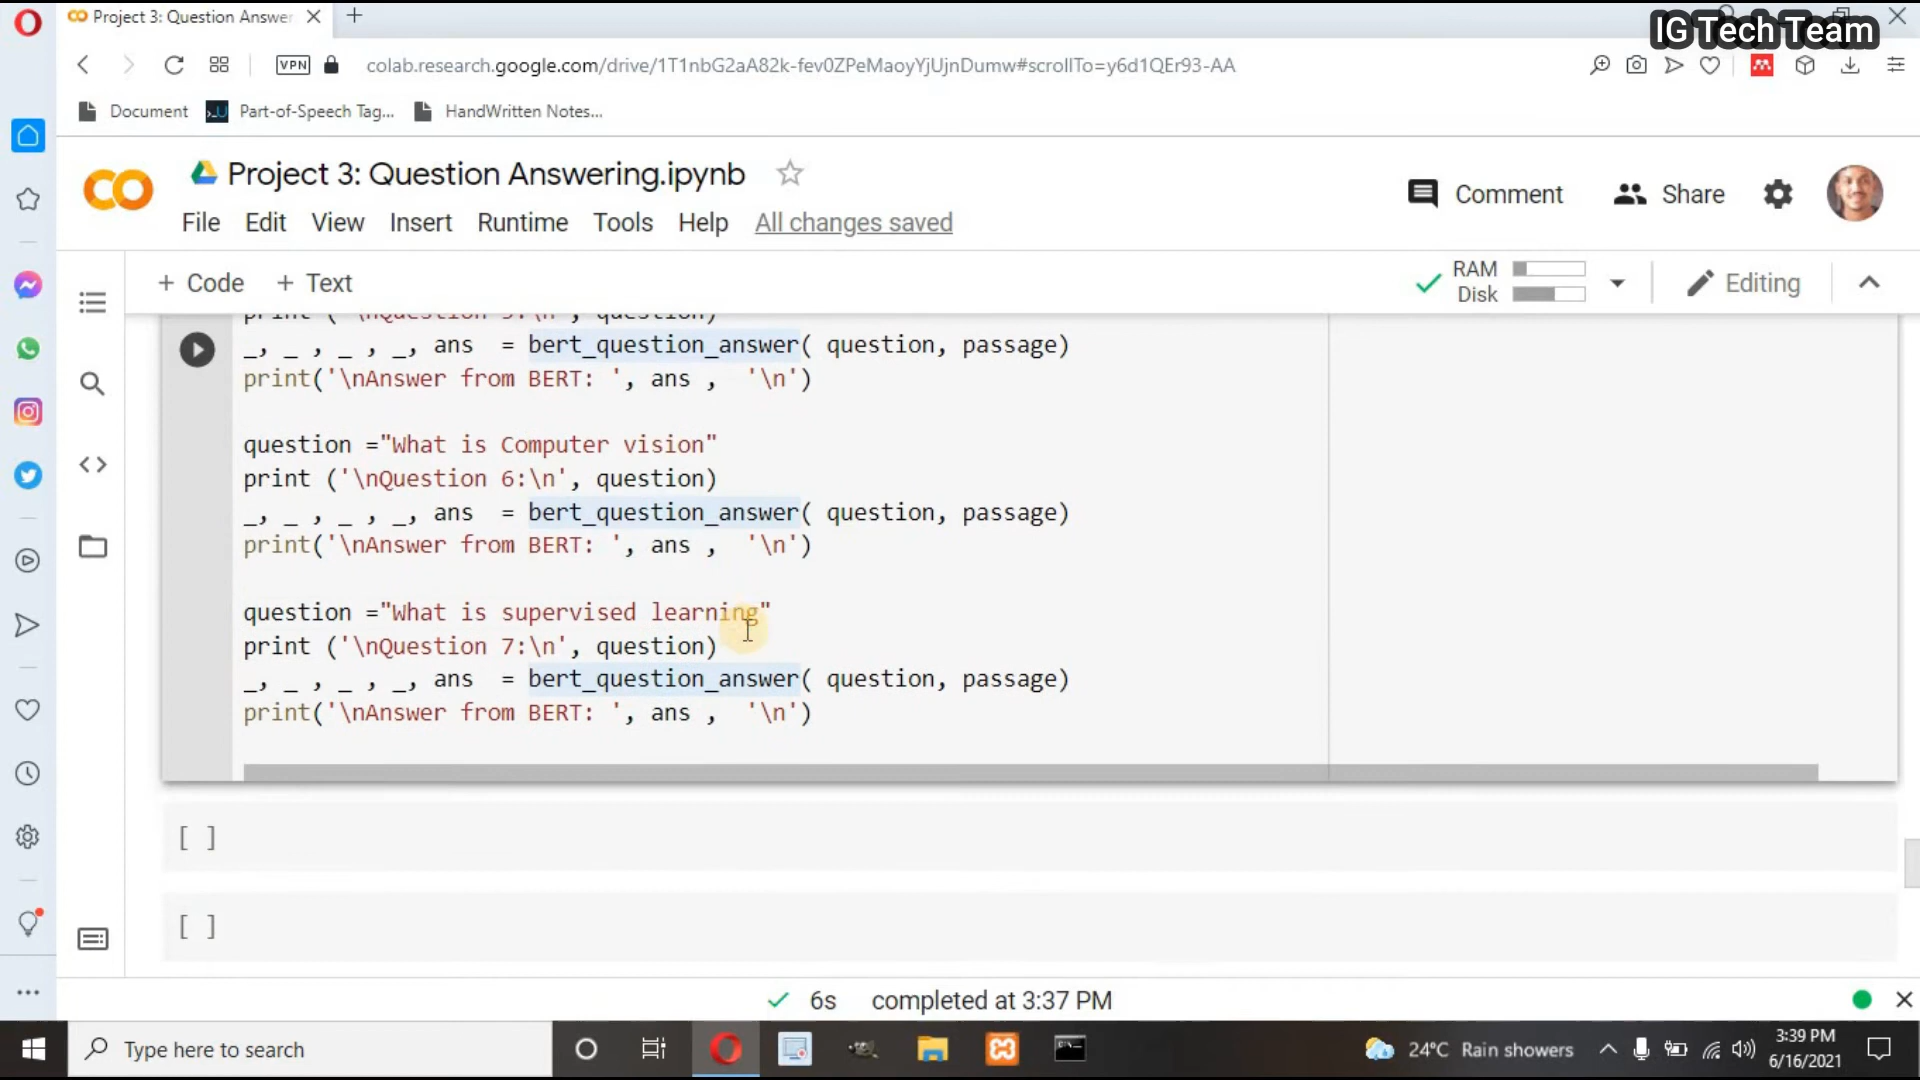 Project 3: Question Answer
IG Tech Team
VPN
colab.research.google.com/drive/1T1nbG2aA82k-fev0ZPeMaoyYjUjnDumw#scrollTo=y6d1QEr93-AA
Document
Part-of-Speech Tag...
HandWritten Notes...
Project 3: Question Answering.ipynb
Comment
Share
File Edit View Insert Runtime Tools Help All changes saved
+ Code + Text
RAM
Disk
Editing
print ('\nQuestion 5:\n', question)
_, _ , _ , _, ans  = bert_question_answer( question, passage)
print('\nAnswer from BERT: ', ans ,  '\n')
question ="What is Computer vision"
print ('\nQuestion 6:\n', question)
_, _ , _ , _, ans  = bert_question_answer( question, passage)
print('\nAnswer from BERT: ', ans ,  '\n')
question ="What is supervised learning"
print ('\nQuestion 7:\n', question)
_, _ , _ , _, ans  = bert_question_answer( question, passage)
print('\nAnswer from BERT: ', ans ,  '\n')
[ ]
[ ]
6s completed at 3:37 PM
Type here to search
24°C Rain showers
3:39 PM
6/16/2021